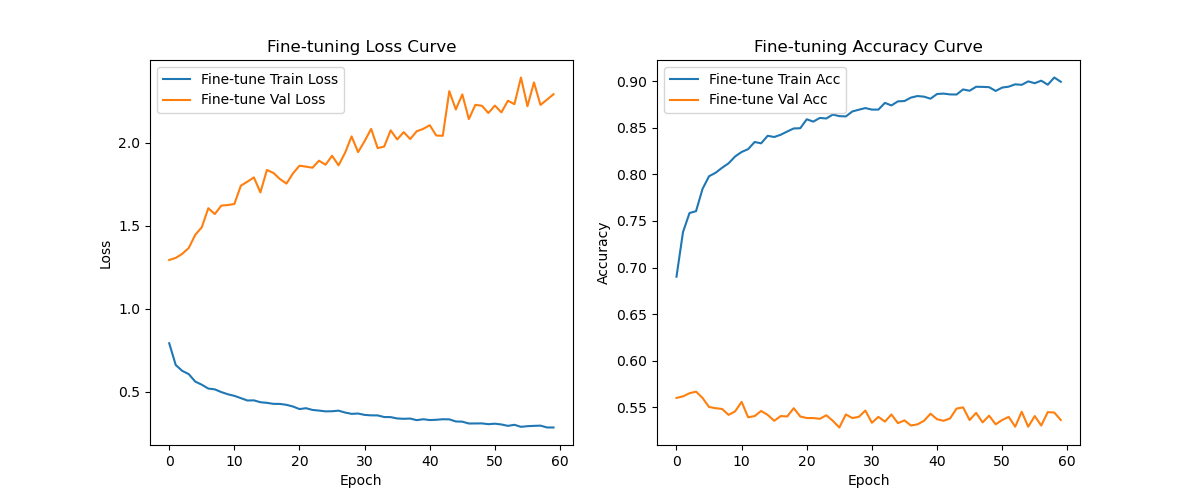 Fine-tuning Loss Curve
Fine-tune Train Loss
Fine-tune Val Loss
2.0
1.5
1.0
0.5
Loss
0 10 20 30 40 50 60
Epoch
Fine-tuning Accuracy Curve
Fine-tune Train Acc
Fine-tune Val Acc
0.90
0.85
0.80
0.75
0.70
0.65
0.60
0.55
Accuracy
0 10 20 30 40 50 60
Epoch